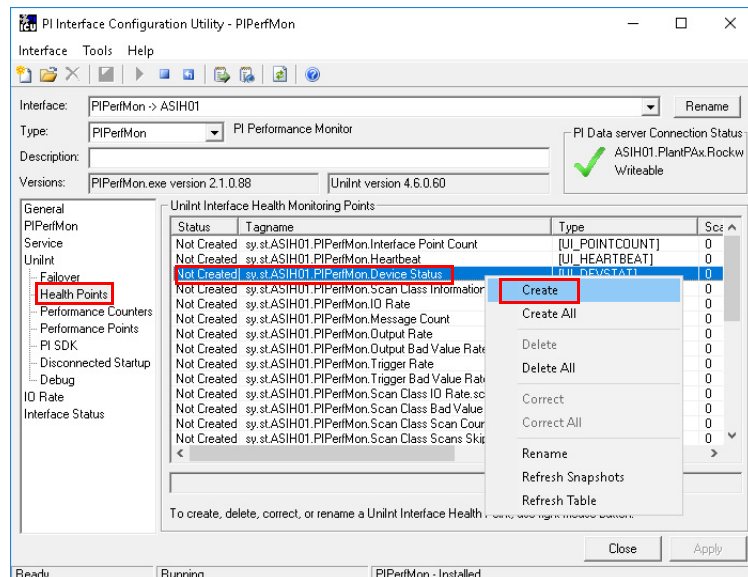 PI Interface Configuration Utility - PIPerfMon
Interface Tools Help
Interface: PIPerfMon -> ASIH01 Rename
Type: PIPerfMon PI Performance Monitor
PI Data server Connection Status
Description:
ASIH01.PlantPAx.Rockw
Writeable
Versions: PIPerfMon.exe version 2.1.0.88 UniInt version 4.6.0.60
General
PIPerfMon
Service
UniInt
Failover
Health Points
Performance Counters
Performance Points
PI SDK
Disconnected Startup
Debug
IO Rate
Interface Status
UniInt Interface Health Monitoring Points
Status Tagname Type Sca
Not Created sy.st.ASIH01.PIPerfMon.Interface Point Count [UI_POINTCOUNT] 0
Not Created sy.st.ASIH01.PIPerfMon.Heartbeat [UI_HEARTBEAT] 0
Not Created sy.st.ASIH01.PIPerfMon.Device Status [UI_DEVSTAT] 0
Not Created sy.st.ASIH01.PIPerfMon.Scan Class Information 0
Not Created sy.st.ASIH01.PIPerfMon.IO Rate 0
Not Created sy.st.ASIH01.PIPerfMon.Message Count 0
Not Created sy.st.ASIH01.PIPerfMon.Output Rate 0
Not Created sy.st.ASIH01.PIPerfMon.Output Bad Value Rate 0
Not Created sy.st.ASIH01.PIPerfMon.Trigger Rate 0
Not Created sy.st.ASIH01.PIPerfMon.Trigger Bad Value Rate 0
Not Created sy.st.ASIH01.PIPerfMon.Scan Class IO Rate.sc 0
Not Created sy.st.ASIH01.PIPerfMon.Scan Class Bad Value 0
Not Created sy.st.ASIH01.PIPerfMon.Scan Class Scan Coun 0
Not Created sy.st.ASIH01.PIPerfMon.Scan Class Scans Skip 0
Create
Create All
Delete
Delete All
Correct
Correct All
Rename
Refresh Snapshots
Refresh Table
To create, delete, correct, or rename a UniInt Interface Health Point, use right mouse button.
Close Apply
Ready Running PIPerfMon - Installed